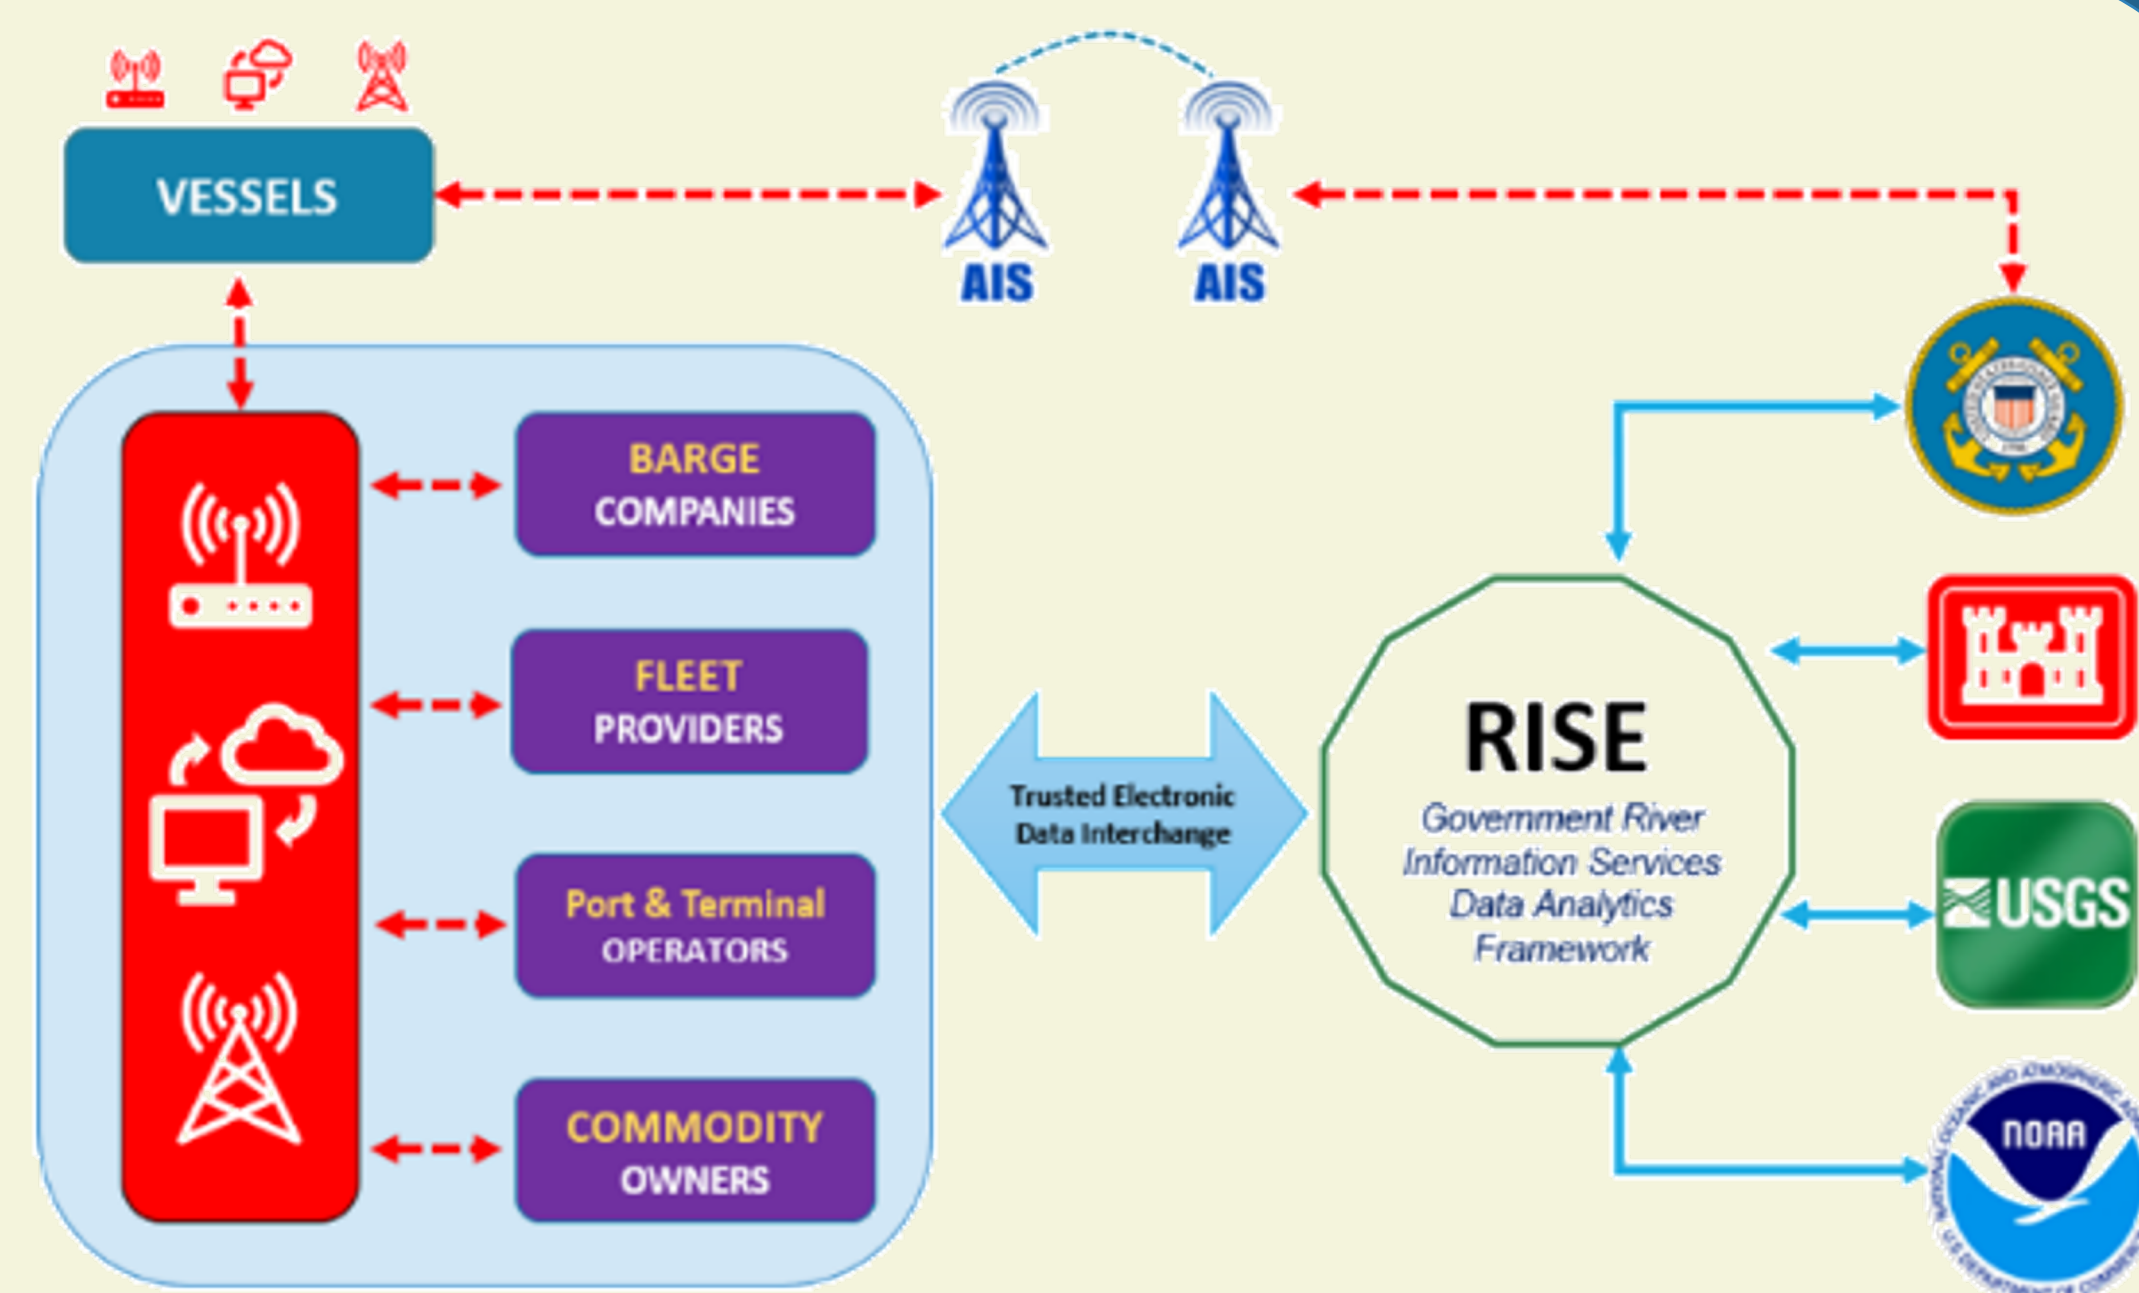 VESSELS
AIS
AIS
BARGE
COMPANIES
FLEET
PROVIDERS
Port & Terminal
OPERATORS
COMMODITY
OWNERS
Trusted Electronic
Data Interchange
RISE
Government River
Information Services
Data Analytics
Framework
USGS
NOAA